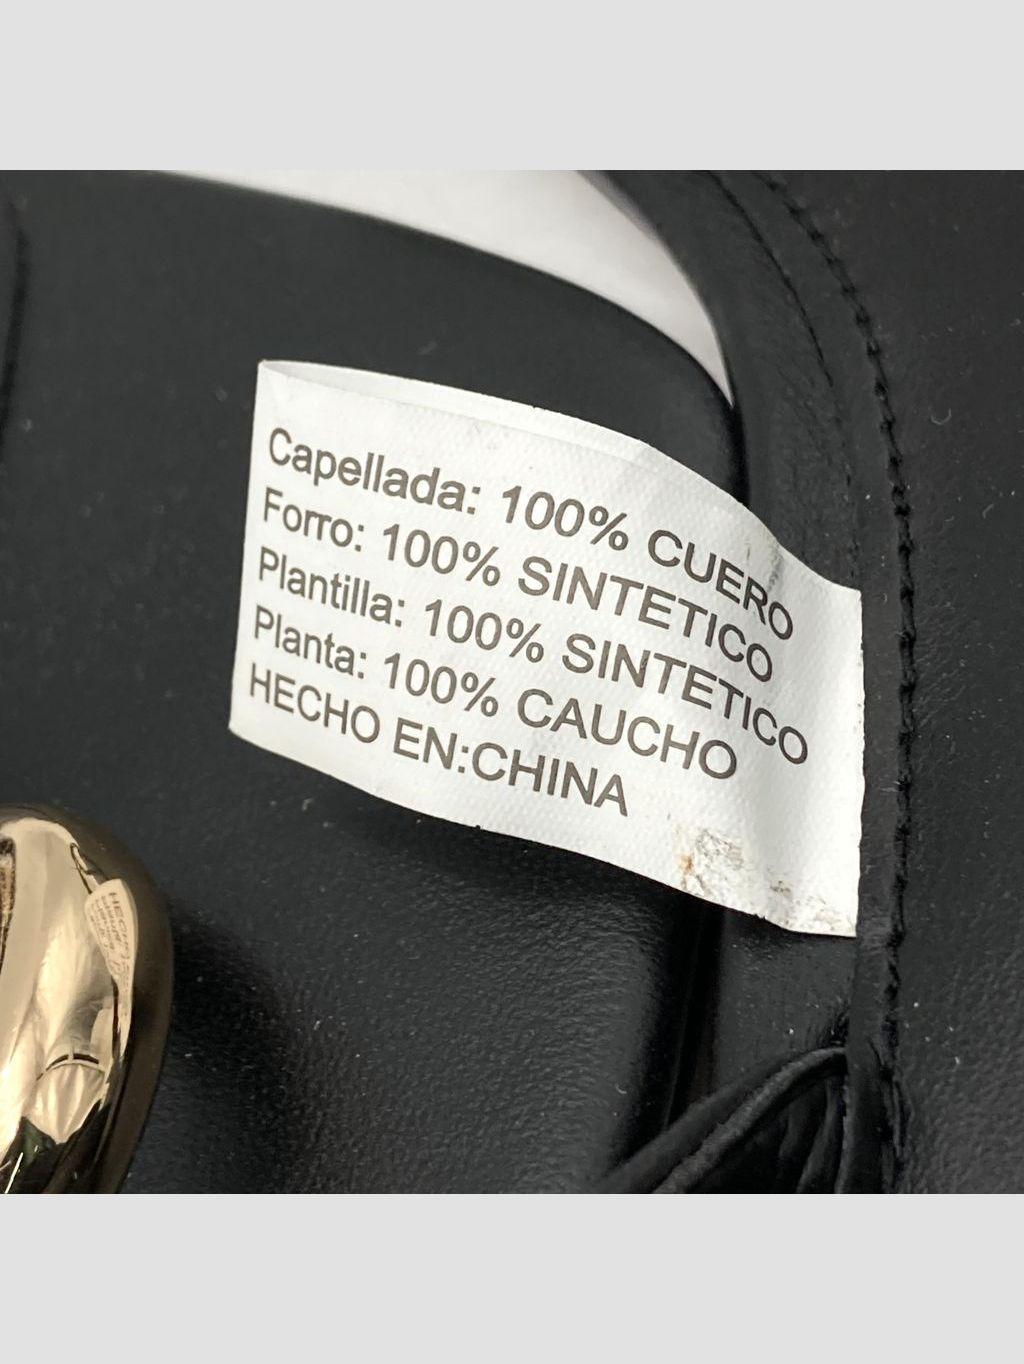 Capellada: 100% CUERO
Forro: 100% SINTETICO
Plantilla: 100% SINTETICO
Planta: 100% CAUCHO
HECHO EN:CHINA